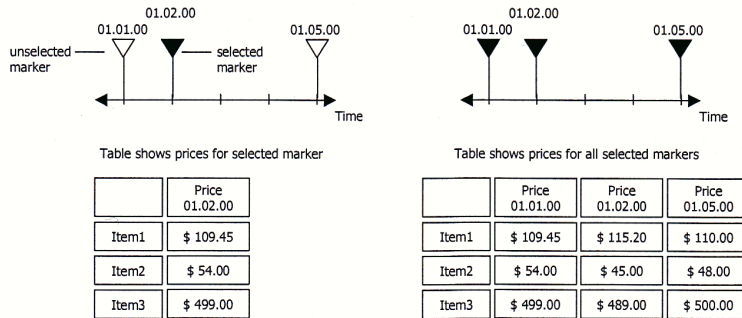 01.02.00
01.01.00 01.05.00
unselected marker
selected marker
Time
Table shows prices for selected marker
Price 01.02.00
Item1 $ 109.45
Item2 $ 54.00
Item3 $ 499.00
01.02.00
01.01.00 01.05.00
Time
Table shows prices for all selected markers
Price 01.01.00 Price 01.02.00 Price 01.05.00
Item1 $ 109.45 $ 115.20 $ 110.00
Item2 $ 54.00 $ 45.00 $ 48.00
Item3 $ 499.00 $ 489.00 $ 500.00